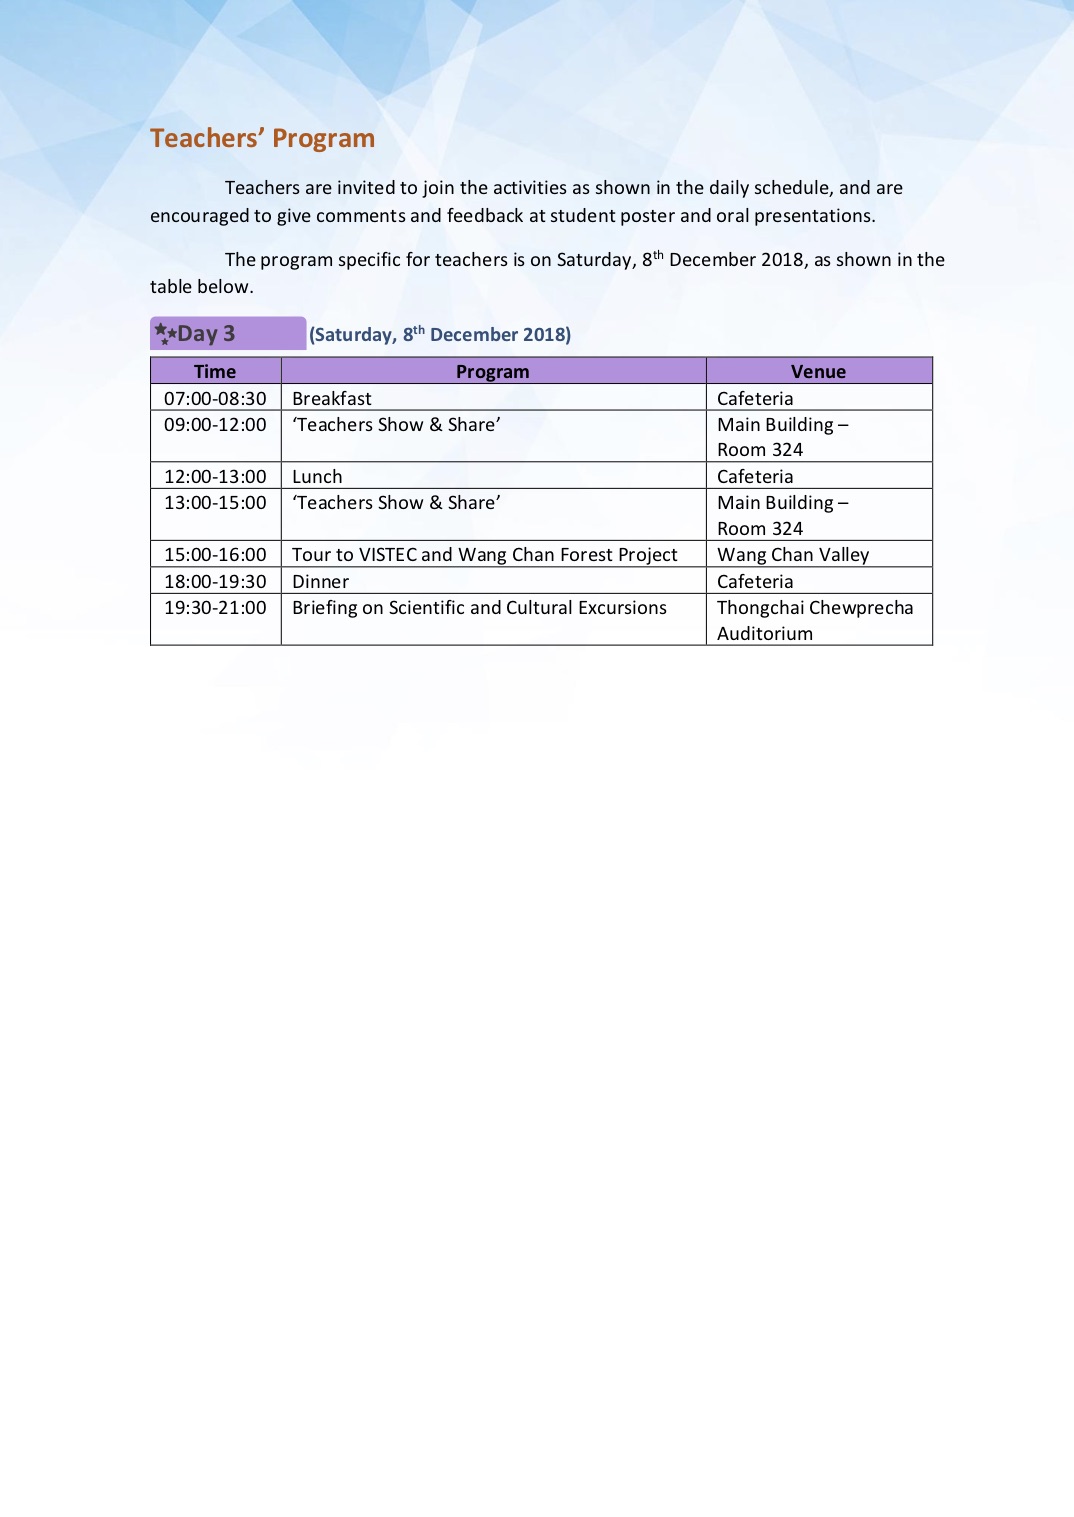 Teachers’ Program
Teachers are invited to join the activities as shown in the daily schedule, and are
encouraged to give comments and feedback at student poster and oral presentations.
The program specific for teachers is on Saturday, 8th December 2018, as shown in the
table below.
Day 3 (Saturday, 8th December 2018)
Time Program Venue
07:00-08:30 Breakfast Cafeteria
09:00-12:00 ‘Teachers Show & Share’ Main Building –
Room 324
12:00-13:00 Lunch Cafeteria
13:00-15:00 ‘Teachers Show & Share’ Main Building –
Room 324
15:00-16:00 Tour to VISTEC and Wang Chan Forest Project Wang Chan Valley
18:00-19:30 Dinner Cafeteria
19:30-21:00 Briefing on Scientific and Cultural Excursions Thongchai Chewprecha
Auditorium